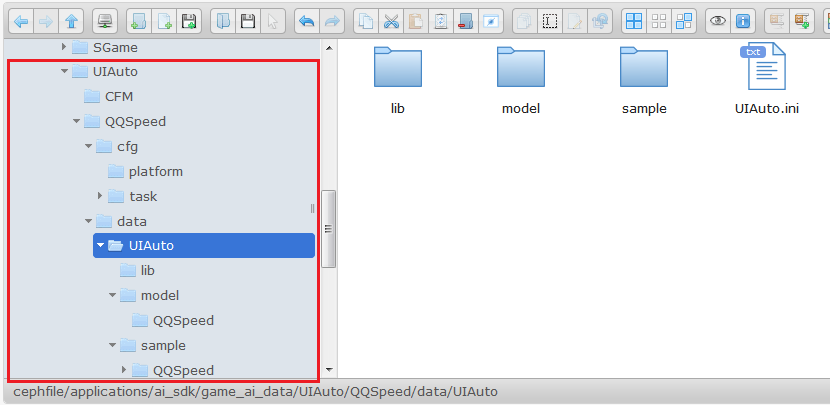 SGame
UIAuto
CFM
QQSpeed
cfg
platform
task
data
UIAuto
lib
model
QQSpeed
sample
QQSpeed
lib
model
sample
txt
UIAuto.ini
cephfile/applications/ai_sdk/game_ai_data/UIAuto/QQSpeed/data/UIAuto